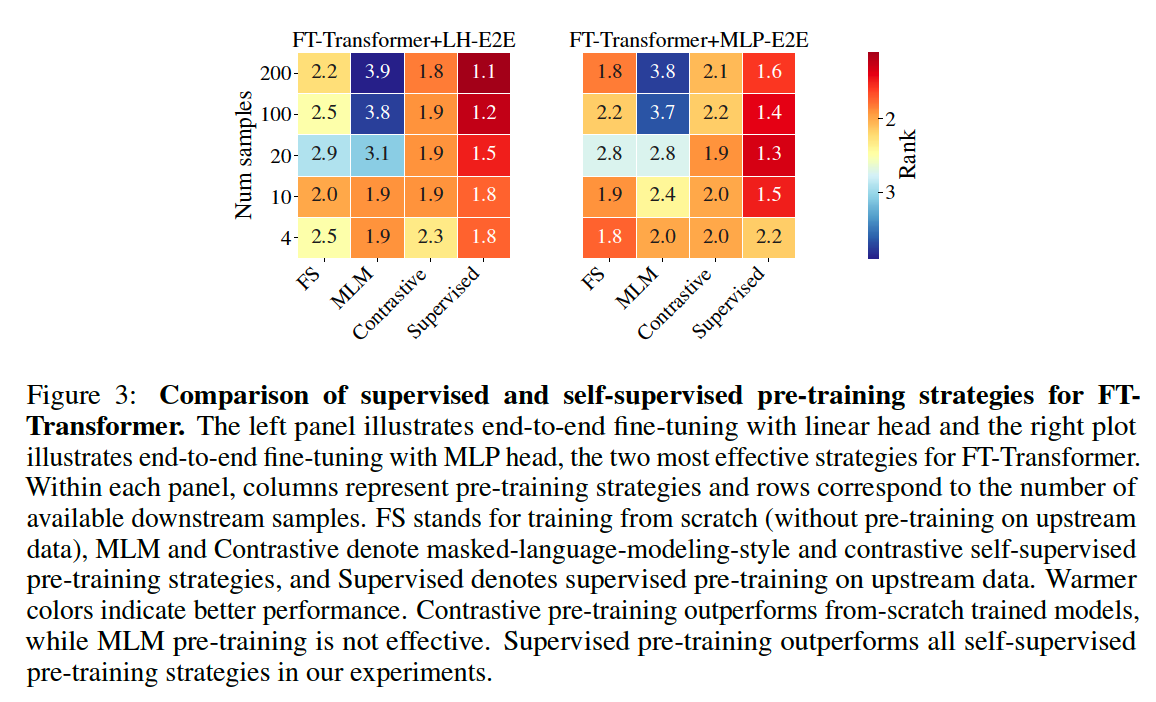 FT-Transformer+LH-E2E FT-Transformer+MLP-E2E
Num samples
200 2.2 3.9 1.8 1.1 1.8 3.8 2.1 1.6
100 2.5 3.8 1.9 1.2 2.2 3.7 2.2 1.4
20 2.9 3.1 1.9 1.5 2.8 2.8 1.9 1.3
10 2.0 1.9 1.9 1.8 1.9 2.4 2.0 1.5
4 2.5 1.9 2.3 1.8 1.8 2.0 2.0 2.2
FS MLM Contrastive Supervised FS MLM Contrastive Supervised
2
3
Rank
Figure 3: Comparison of supervised and self-supervised pre-training strategies for FT-
Transformer. The left panel illustrates end-to-end fine-tuning with linear head and the right plot
illustrates end-to-end fine-tuning with MLP head, the two most effective strategies for FT-Transformer.
Within each panel, columns represent pre-training strategies and rows correspond to the number of
available downstream samples. FS stands for training from scratch (without pre-training on upstream
data), MLM and Contrastive denote masked-language-modeling-style and contrastive self-supervised
pre-training strategies, and Supervised denotes supervised pre-training on upstream data. Warmer
colors indicate better performance. Contrastive pre-training outperforms from-scratch trained models,
while MLM pre-training is not effective. Supervised pre-training outperforms all self-supervised
pre-training strategies in our experiments.